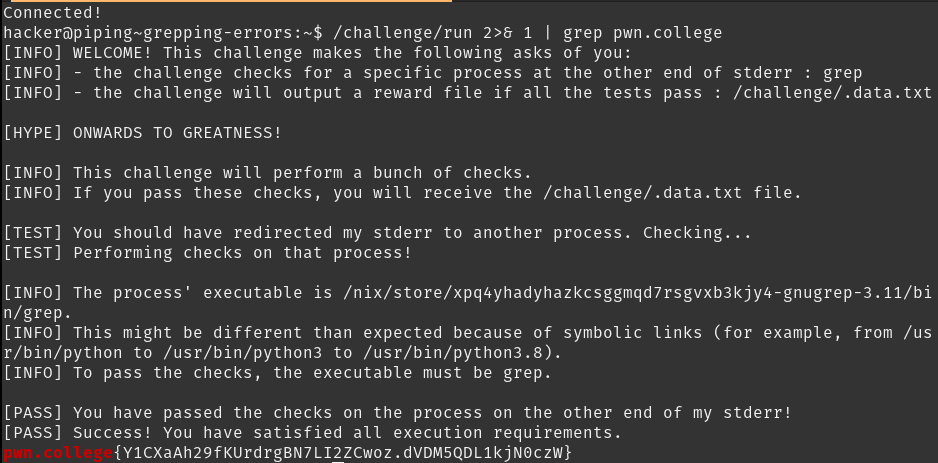 Connected!
hacker@piping~grepping-errors:~$ /challenge/run 2>& 1 | grep pwn.college
[INFO] WELCOME! This challenge makes the following asks of you:
[INFO] - the challenge checks for a specific process at the other end of stderr : grep
[INFO] - the challenge will output a reward file if all the tests pass : /challenge/.data.txt
[HYPE] ONWARDS TO GREATNESS!
[INFO] This challenge will perform a bunch of checks.
[INFO] If you pass these checks, you will receive the /challenge/.data.txt file.
[TEST] You should have redirected my stderr to another process. Checking...
[TEST] Performing checks on that process!
[INFO] The process' executable is /nix/store/xpq4yhadyhazkcsggmqd7rsgvxb3kjy4-gnugrep-3.11/bi
n/grep.
[INFO] This might be different than expected because of symbolic links (for example, from /us
r/bin/python to /usr/bin/python3 to /usr/bin/python3.8).
[INFO] To pass the checks, the executable must be grep.
[PASS] You have passed the checks on the process on the other end of my stderr!
[PASS] Success! You have satisfied all execution requirements.
pwn.college{Y1CXaAh29fKUrdrgBN7LI2ZCwoz.dVDM5QDL1kjN0czW}